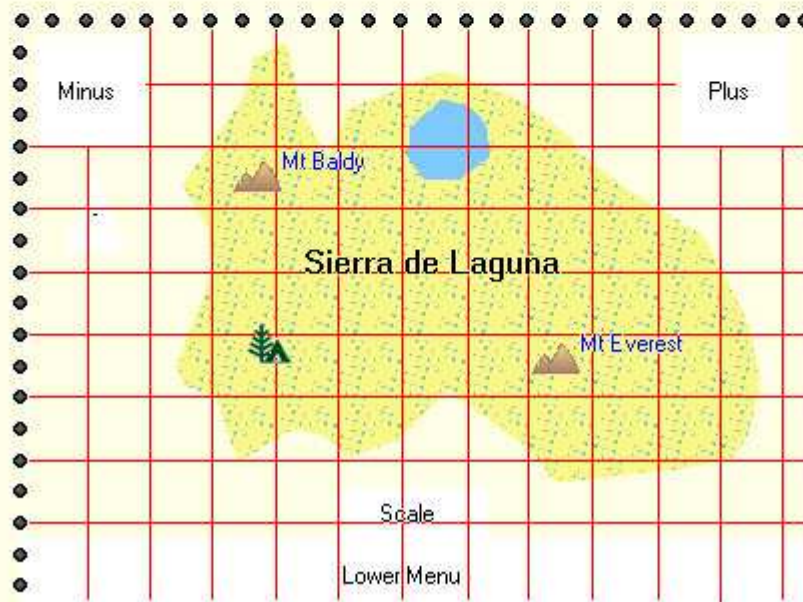 Minus
Plus
Mt Baldy
Sierra de Laguna
Mt Everest
Scale
Lower Menu